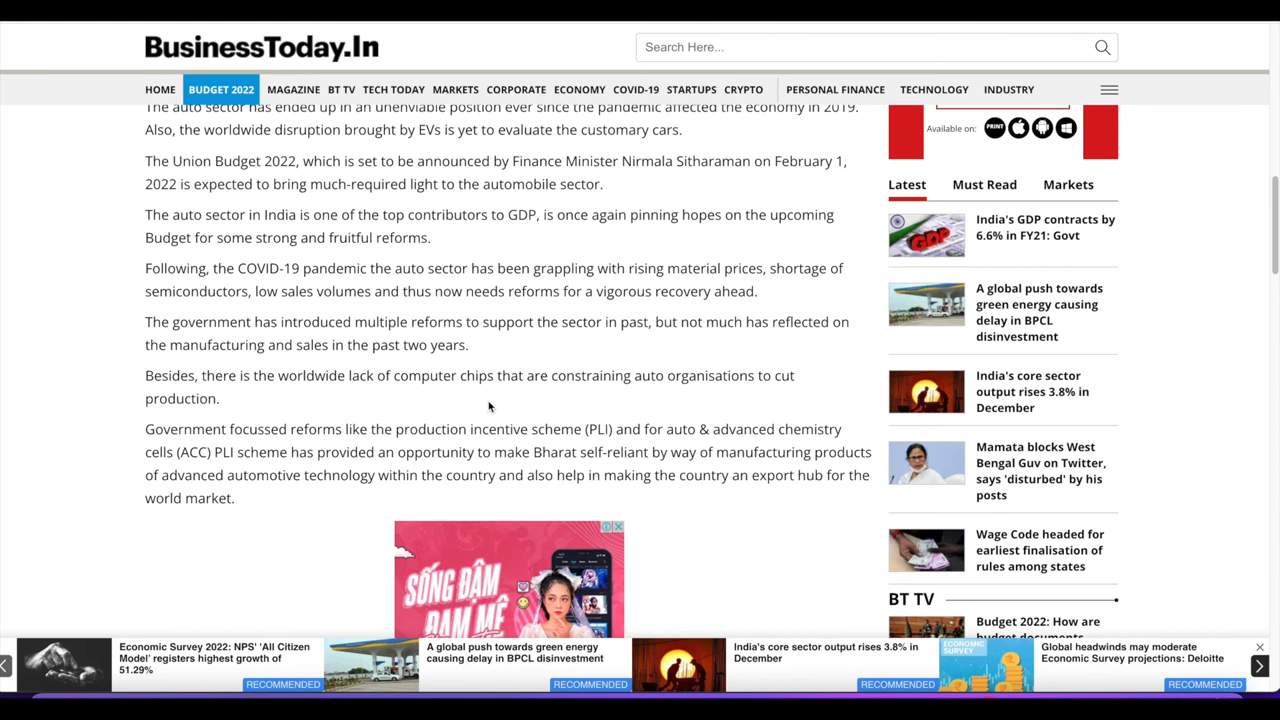 BusinessToday.In
Search Here...
HOME
BUDGET 2022
MAGAZINE
BT TV
TECH TODAY
MARKETS
CORPORATE
ECONOMY
COVID-19
STARTUPS
CRYPTO
PERSONAL FINANCE
TECHNOLOGY
INDUSTRY
The auto sector has ended up in an unenviable position ever since the pandemic affected the economy in 2019.
Also, the worldwide disruption brought by EVs is yet to evaluate the customary cars.
The Union Budget 2022, which is set to be announced by Finance Minister Nirmala Sitharaman on February 1,
2022 is expected to bring much-required light to the automobile sector.
The auto sector in India is one of the top contributors to GDP, is once again pinning hopes on the upcoming
Budget for some strong and fruitful reforms.
Following, the COVID-19 pandemic the auto sector has been grappling with rising material prices, shortage of
semiconductors, low sales volumes and thus now needs reforms for a vigorous recovery ahead.
The government has introduced multiple reforms to support the sector in past, but not much has reflected on
the manufacturing and sales in the past two years.
Besides, there is the worldwide lack of computer chips that are constraining auto organisations to cut
production.
Government focussed reforms like the production incentive scheme (PLI) and for auto & advanced chemistry
cells (ACC) PLI scheme has provided an opportunity to make Bharat self-reliant by way of manufacturing products
of advanced automotive technology within the country and also help in making the country an export hub for the
world market.
SỐNG ĐẬM
ĐAM MÊ
Available on:
PRINT
Latest
Must Read
Markets
India's GDP contracts by
6.6% in FY21: Govt
GDP
A global push towards
green energy causing
delay in BPCL
disinvestment
India's core sector
output rises 3.8% in
December
Mamata blocks West
Bengal Guv on Twitter,
says 'disturbed' by his
posts
Wage Code headed for
earliest finalisation of
rules among states
BT TV
Budget 2022: How are
budget documents
Economic Survey 2022: NPS' 'All Citizen
Model' registers highest growth of
51.29%
RECOMMENDED
A global push towards green energy
causing delay in BPCL disinvestment
RECOMMENDED
India's core sector output rises 3.8% in
December
RECOMMENDED
ECONOMIC
SURVEY
Global headwinds may moderate
Economic Survey projections: Deloitte
RECOMMENDED